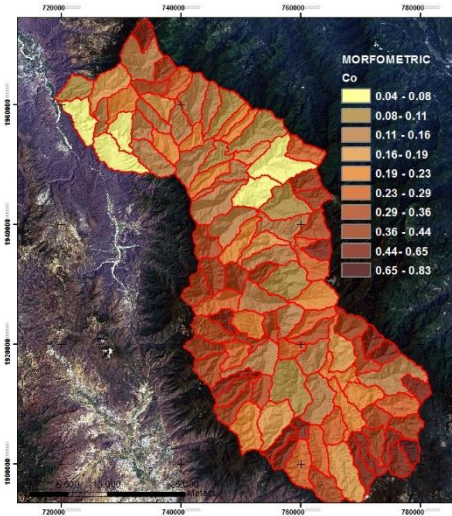 720000 740000 760000 780000
MORFOMETRIC
Co
0.04 - 0.08
0.08 - 0.11
0.11 - 0.16
0.16 - 0.19
0.19 - 0.23
0.23 - 0.29
0.29 - 0.36
0.36 - 0.44
0.44 - 0.65
0.65 - 0.83
1960000
1940000
1920000
1900000
Meters
720000 740000 760000 780000